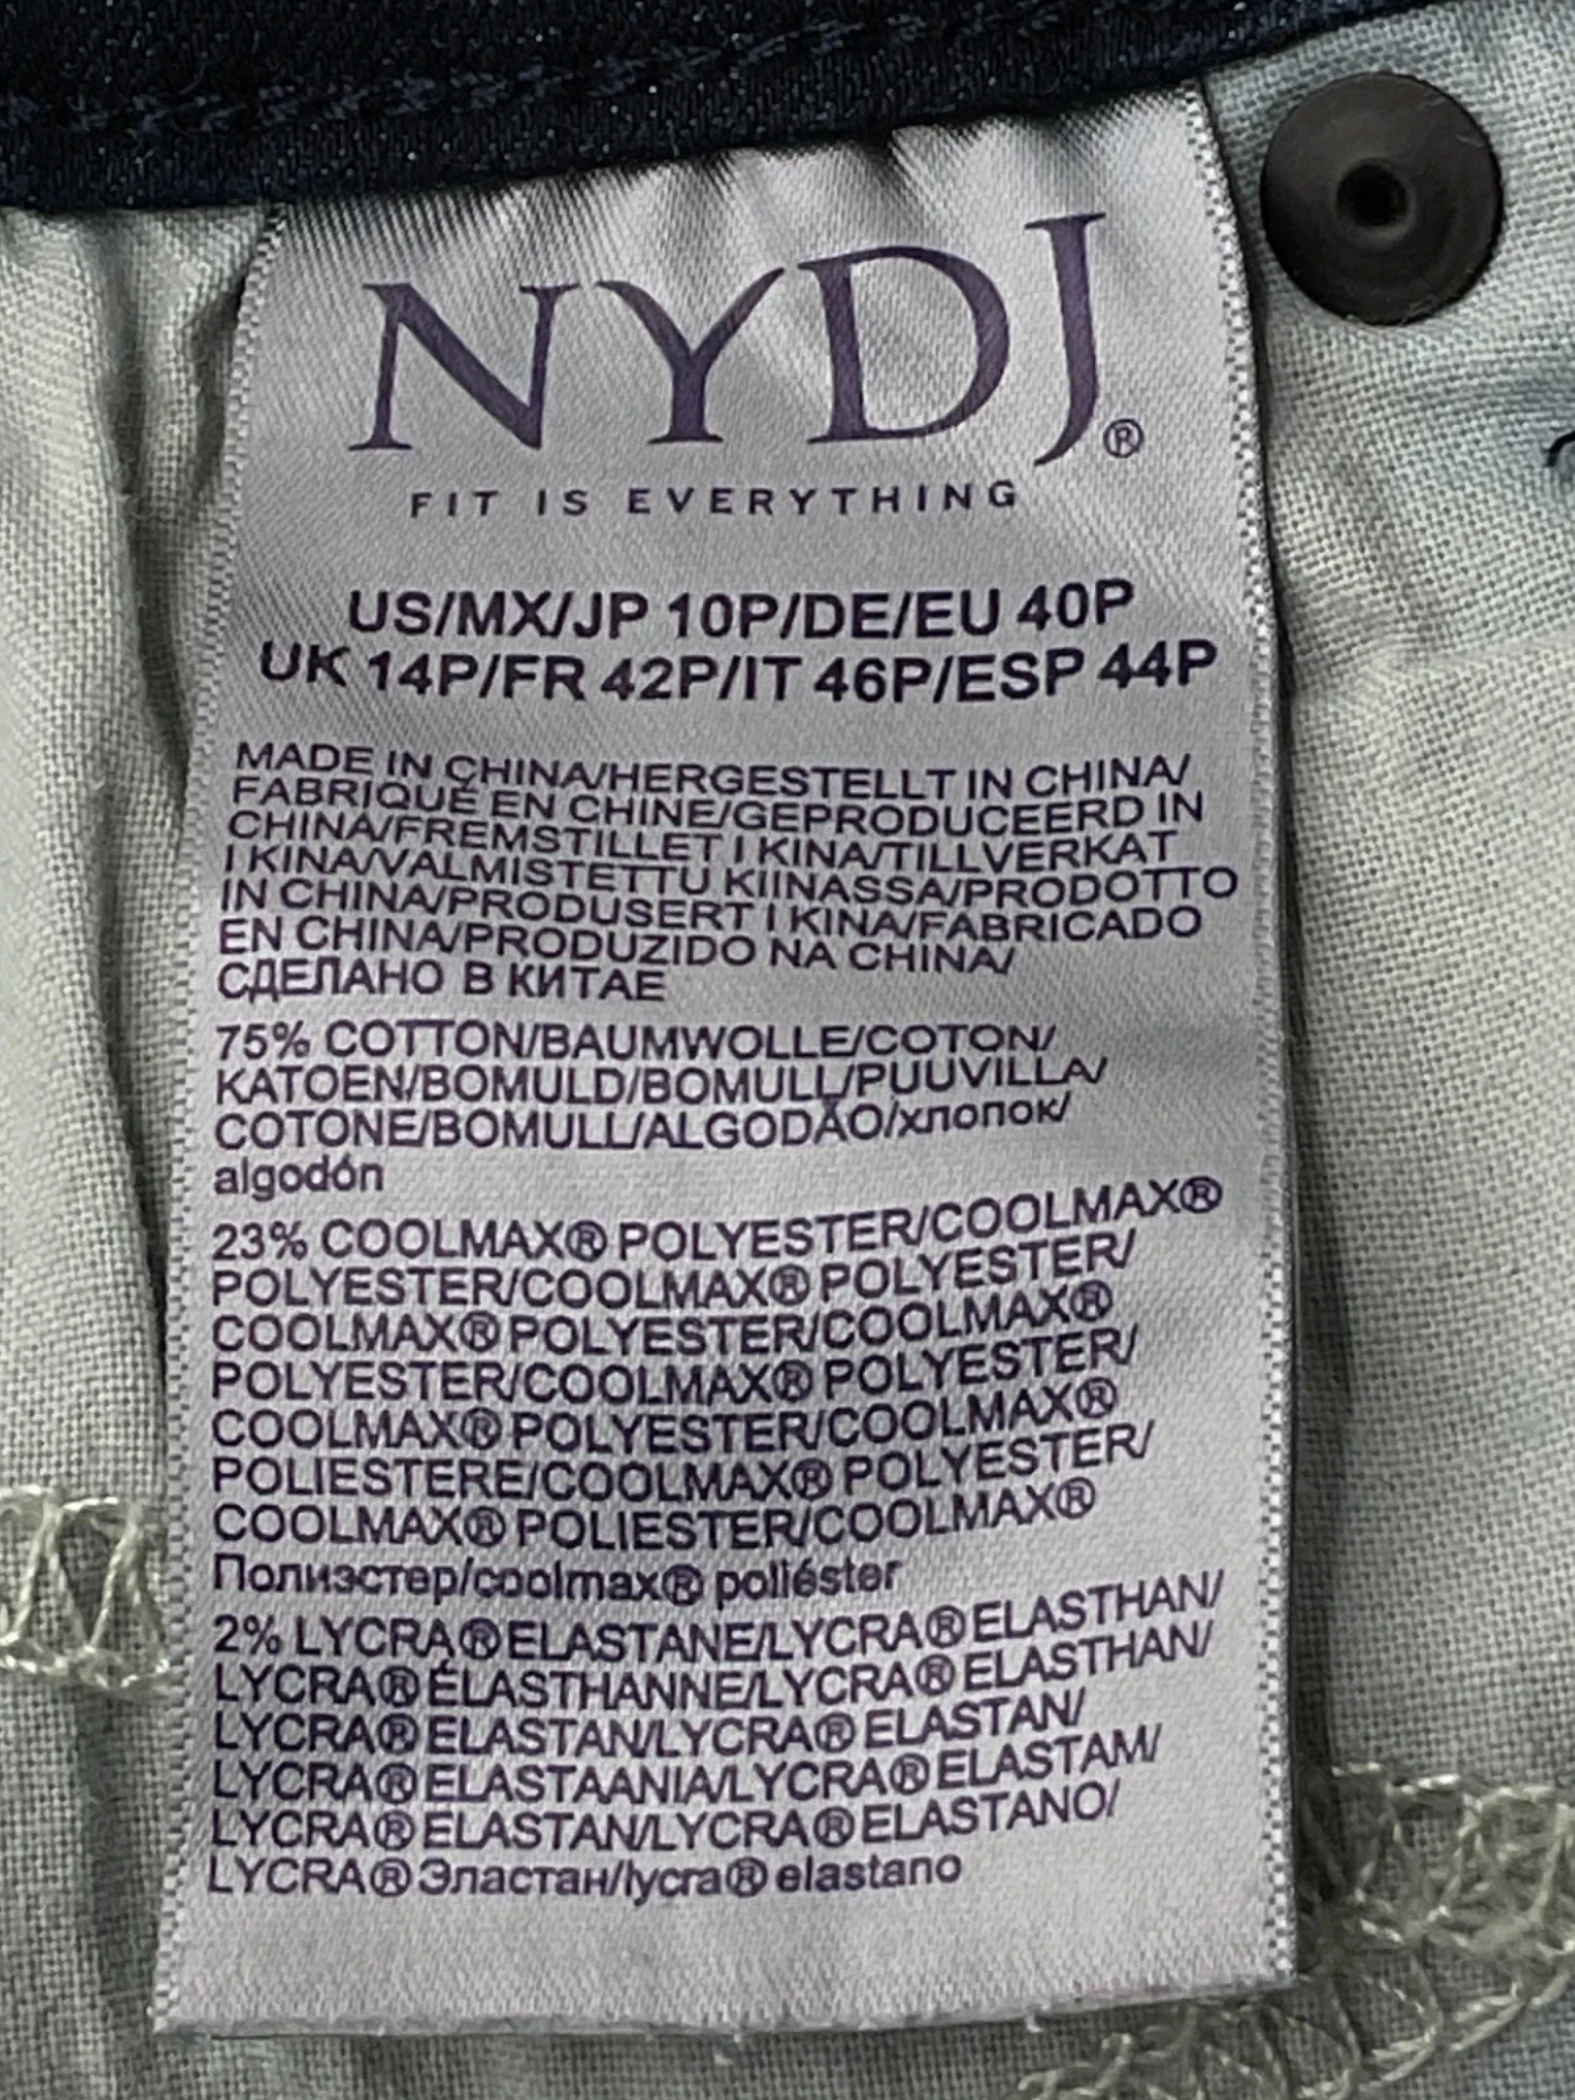 NYDJ®
FIT IS EVERYTHING
US/MX/JP 10P/DE/EU 40P
UK 14P/FR 42P/IT 46P/ESP 44P
MADE IN CHINA/HERGESTELLT IN CHINA/
FABRIQUÉ EN CHINE/GEPRODUCEERD IN
CHINA/FREMSTILLET I KINA/TILLVERKAT
I KINA/VALMISTETTU KIINASSA/PRODOTTO
IN CHINA/PRODUSERT I KINA/FABRICADO
EN CHINA/PRODUZIDO NA CHINA/
СДЕЛАНО В КИТАЕ
75% COTTON/BAUMWOLLE/COTON/
KATOEN/BOMULD/BOMULL/PUUVILLA/
COTONE/BOMULL/ALGODÃO/хлопок/
algodón
23% COOLMAX® POLYESTER/COOLMAX®
POLYESTER/COOLMAX® POLYESTER/
COOLMAX® POLYESTER/COOLMAX®
POLYESTER/COOLMAX® POLYESTER/
COOLMAX® POLYESTER/COOLMAX®
POLIESTERE/COOLMAX® POLYESTER/
COOLMAX® POLIESTER/COOLMAX®
Полиэстер/coolmax® poliéster
2% LYCRA® ELASTANE/LYCRA® ELASTHAN/
LYCRA® ÉLASTHANNE/LYCRA® ELASTHAN/
LYCRA® ELASTAN/LYCRA® ELASTAN/
LYCRA® ELASTAANIA/LYCRA® ELASTAM/
LYCRA® ELASTAN/LYCRA® ELASTANO/
LYCRA® Эластан/lycra® elastano